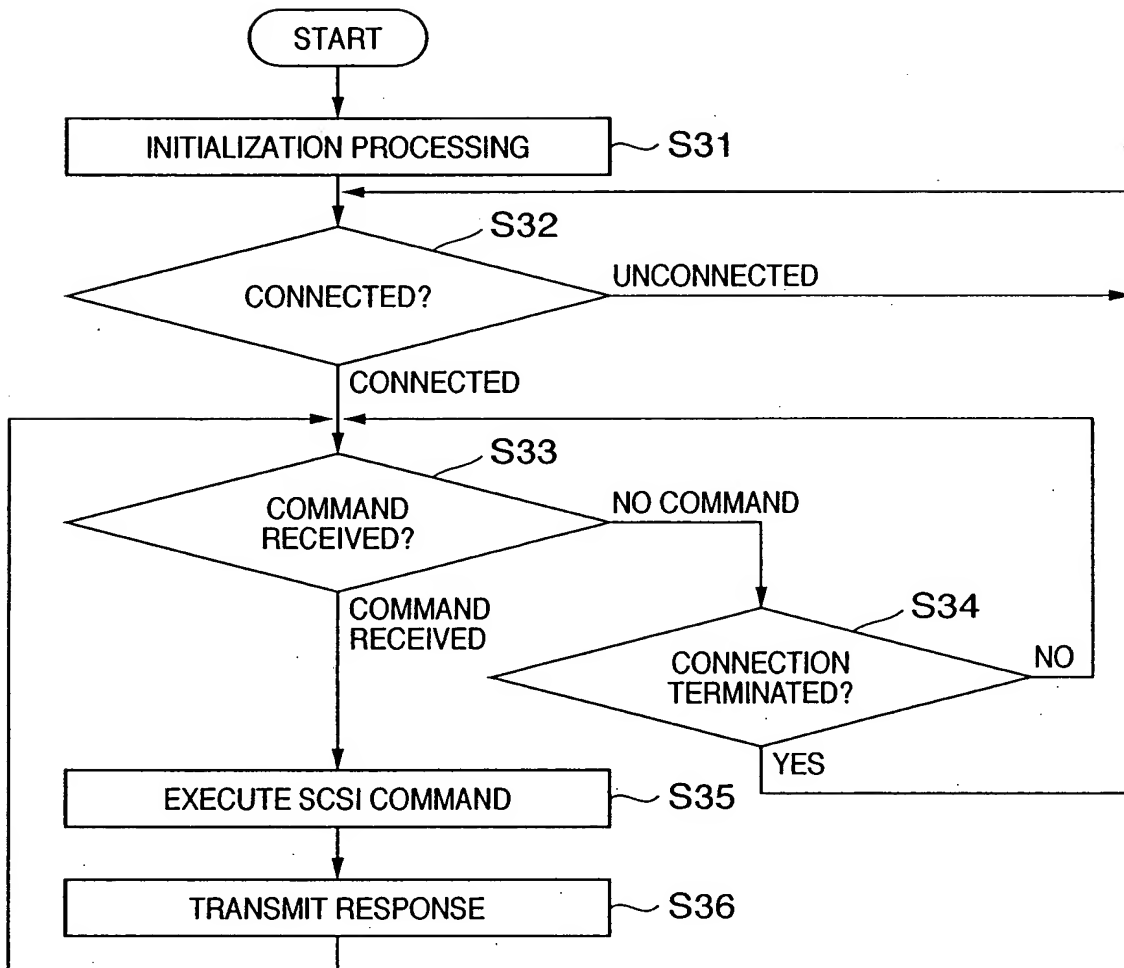 START
INITIALIZATION PROCESSING
S31
S32
CONNECTED?
UNCONNECTED
CONNECTED
S33
COMMAND
RECEIVED?
NO COMMAND
COMMAND
RECEIVED
S34
CONNECTION
TERMINATED?
NO
YES
EXECUTE SCSI COMMAND
S35
TRANSMIT RESPONSE
S36